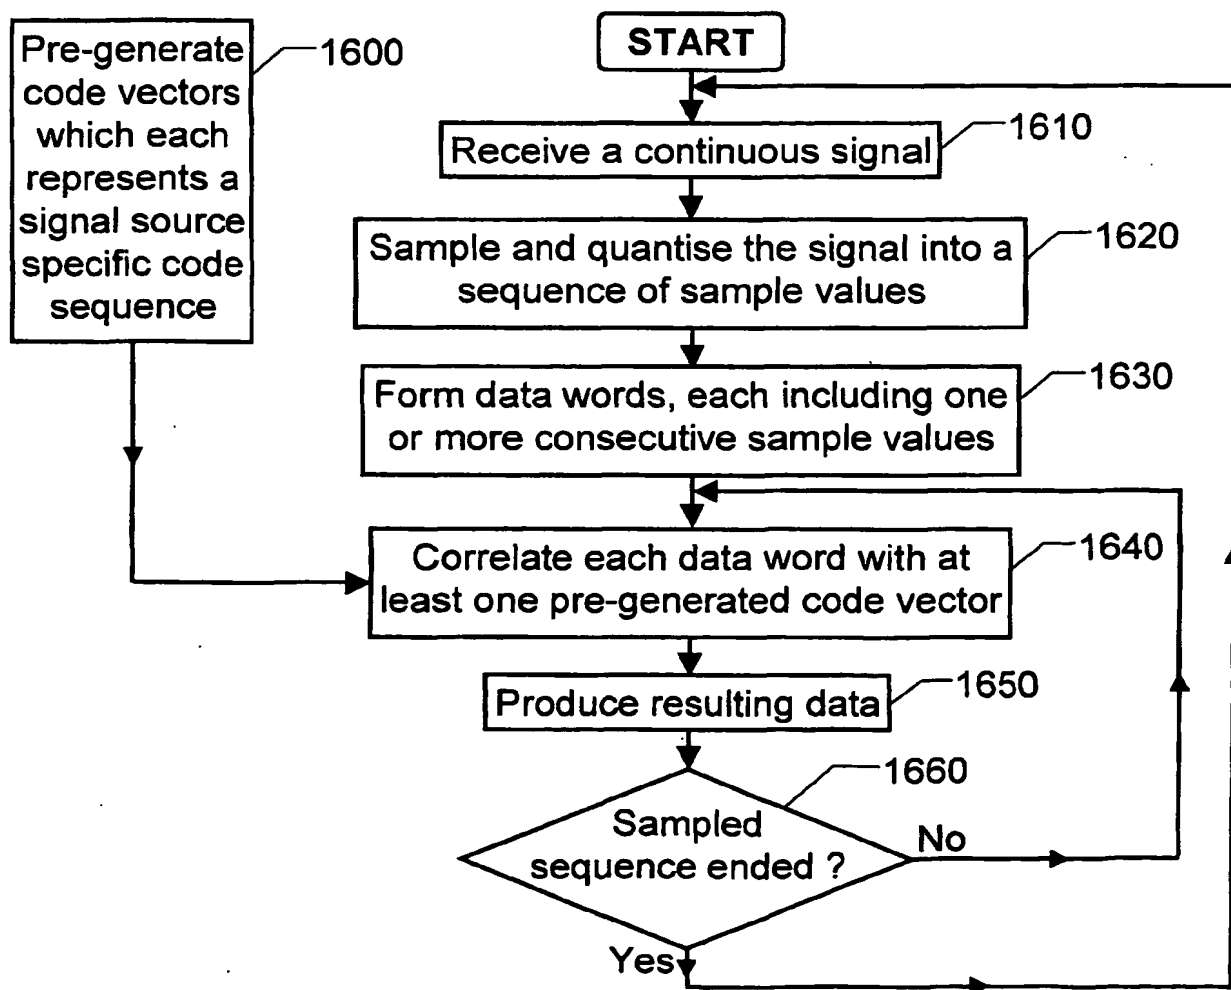 Pre-generate
code vectors
which each
represents a
signal source
specific code
sequence
1600
START
Receive a continuous signal
1610
Sample and quantise the signal into a
sequence of sample values
1620
Form data words, each including one
or more consecutive sample values
1630
Correlate each data word with at
least one pre-generated code vector
1640
Produce resulting data
1650
Sampled
sequence ended ?
1660
No
Yes